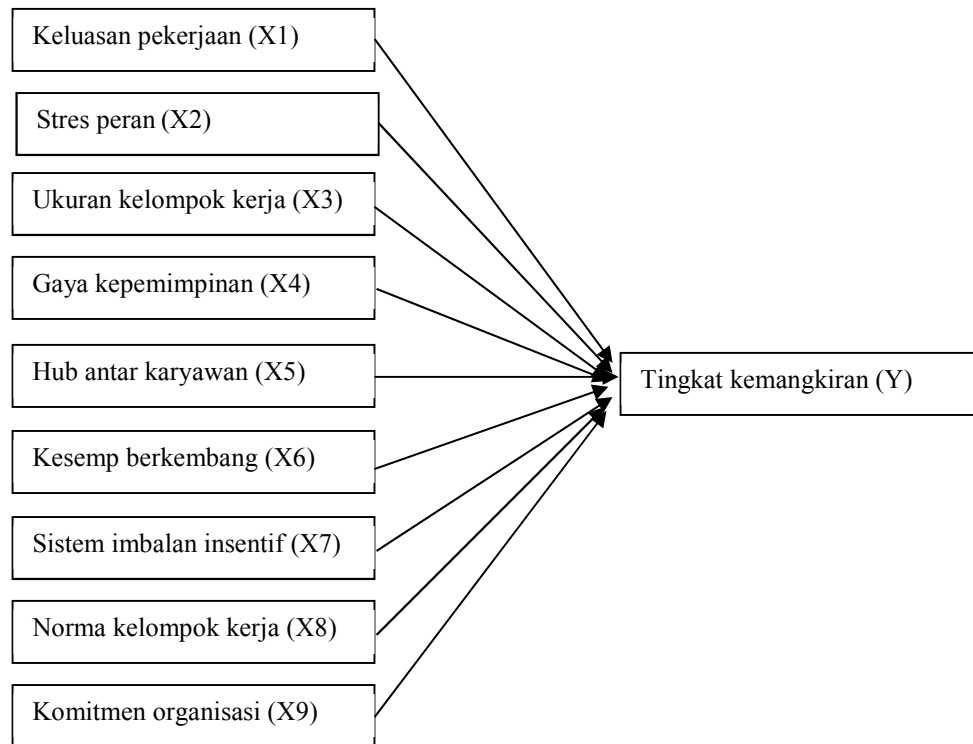 Keluasan pekerjaan (X1)
Stres peran (X2)
Ukuran kelompok kerja (X3)
Gaya kepemimpinan (X4)
Hub antar karyawan (X5)
Tingkat kemangkiran (Y)
Kesemp berkembang (X6)
Sistem imbalan insentif (X7)
Norma kelompok kerja (X8)
Komitmen organisasi (X9)